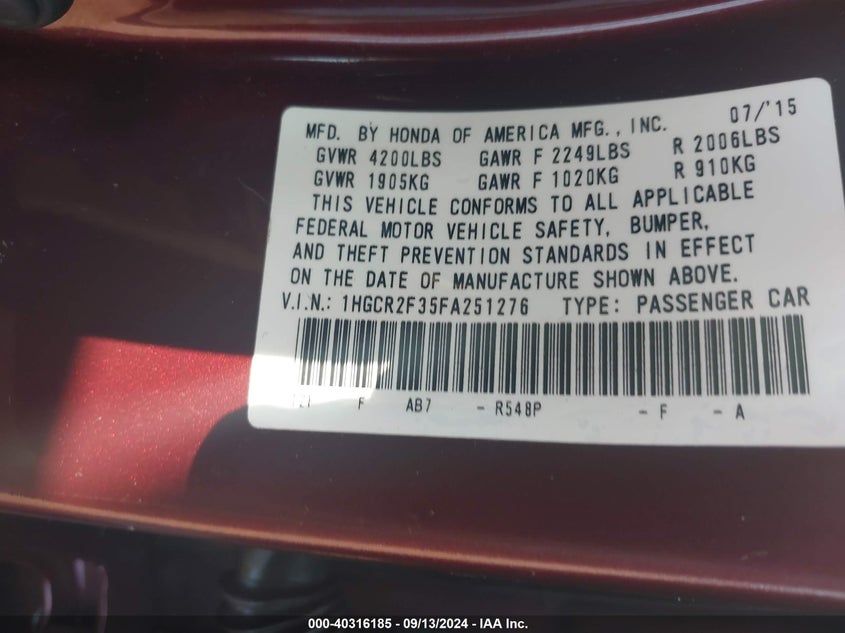 07/'15
MFD. BY HONDA OF AMERICA MFG., INC.
GVWR 4200LBS GAWR F 2249LBS R 2006LBS
GVWR 1905KG GAWR F 1020KG R 910KG
THIS VEHICLE CONFORMS TO ALL APPLICABLE
FEDERAL MOTOR VEHICLE SAFETY, BUMPER,
AND THEFT PREVENTION STANDARDS IN EFFECT
ON THE DATE OF MANUFACTURE SHOWN ABOVE.
V.I.N.: 1HGCR2F35FA251276 TYPE: PASSENGER CAR
F AB7 - R548P - F - A
000-40316185 - 09/13/2024 - IAA Inc.